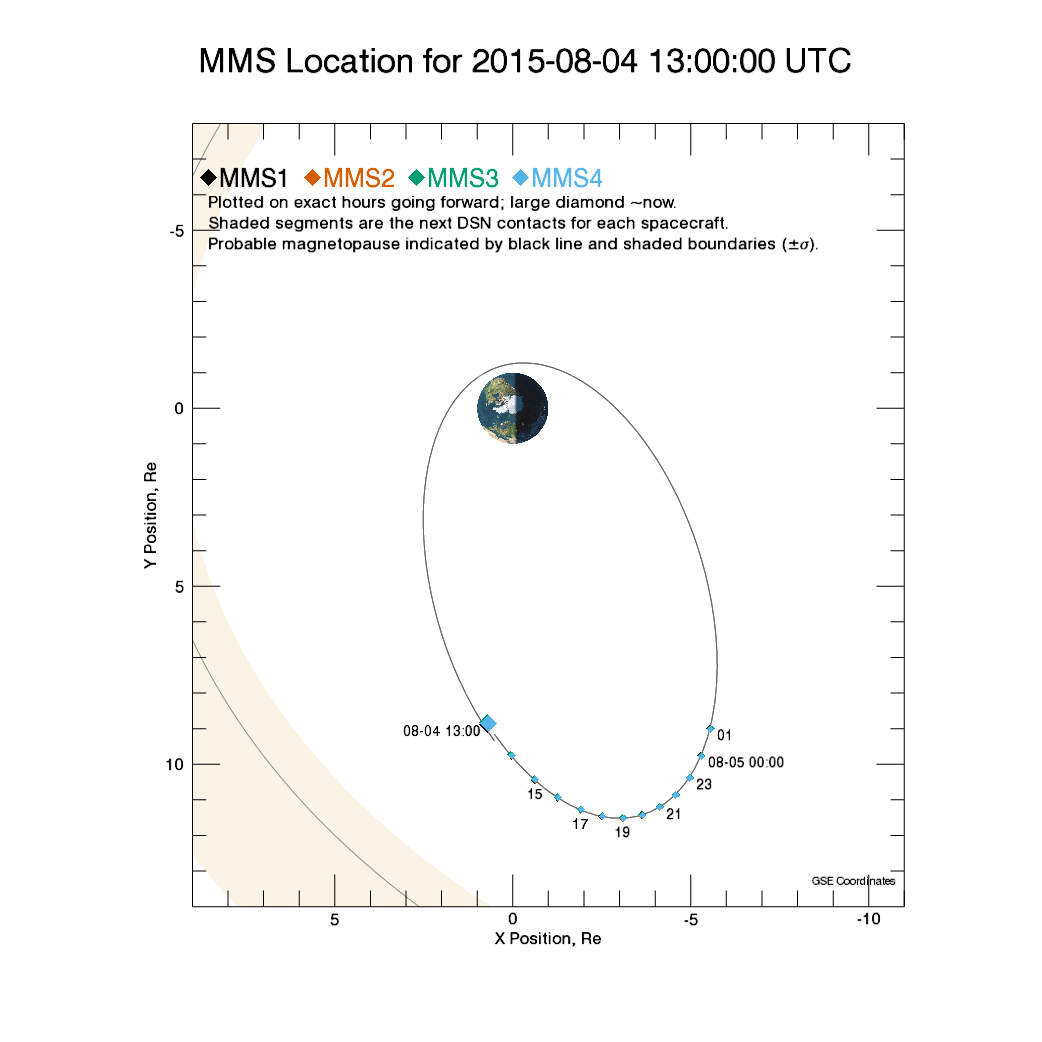 MMS Location for 2015-08-04 13:00:00 UTC
MMS1 MMS2 MMS3 MMS4
Plotted on exact hours going forward; large diamond ~now.
Shaded segments are the next DSN contacts for each spacecraft.
Probable magnetopause indicated by black line and shaded boundaries (±σ).
-5
0
5
10
Y Position, Re
08-04 13:00
15
17
19
21
23
08-05 00:00
01
GSE Coordinates
5 0 -5 -10
X Position, Re